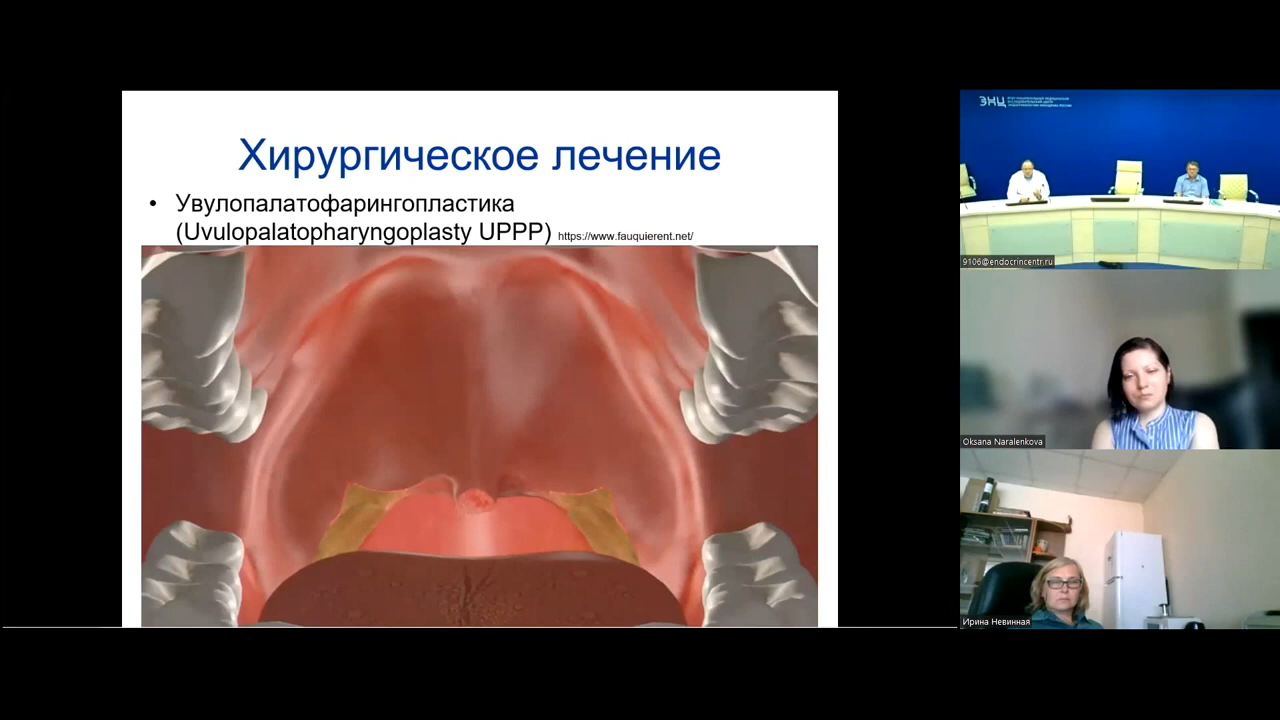 Хирургическое лечение
• Увулопалатофарингопластика
(Uvulopalatopharyngoplasty UPPP) https://www.fauquierent.net/
ЭНЦ
9106@endocrincentr.ru
Oksana Naralenkova
Ирина Невинная